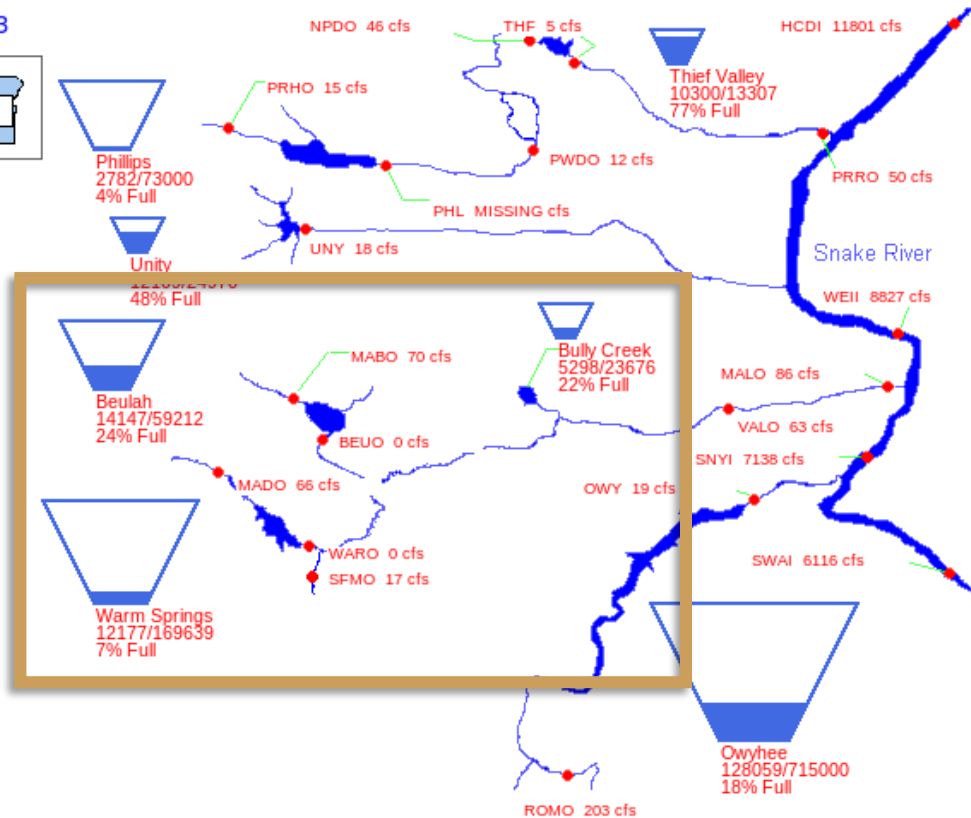 NPDO 46 cfs
THF 5 cfs
HCDI 11801 cfs
Thief Valley
10300/13307
77% Full
PRHO 15 cfs
Phillips
2782/73000
4% Full
PWDO 12 cfs
PRRO 50 cfs
PHL MISSING cfs
UNY 18 cfs
Snake River
Unity
48% Full
WEII 8827 cfs
Bully Creek
5298/23676
22% Full
MABO 70 cfs
MALO 86 cfs
Beulah
14147/59212
24% Full
VALO 63 cfs
BEUO 0 cfs
SNYI 7138 cfs
MADO 66 cfs
OWY 19 cfs
WARO 0 cfs
SWAI 6116 cfs
SFMO 17 cfs
Warm Springs
12177/169639
7% Full
Owyhee
128059/715000
18% Full
ROMO 203 cfs